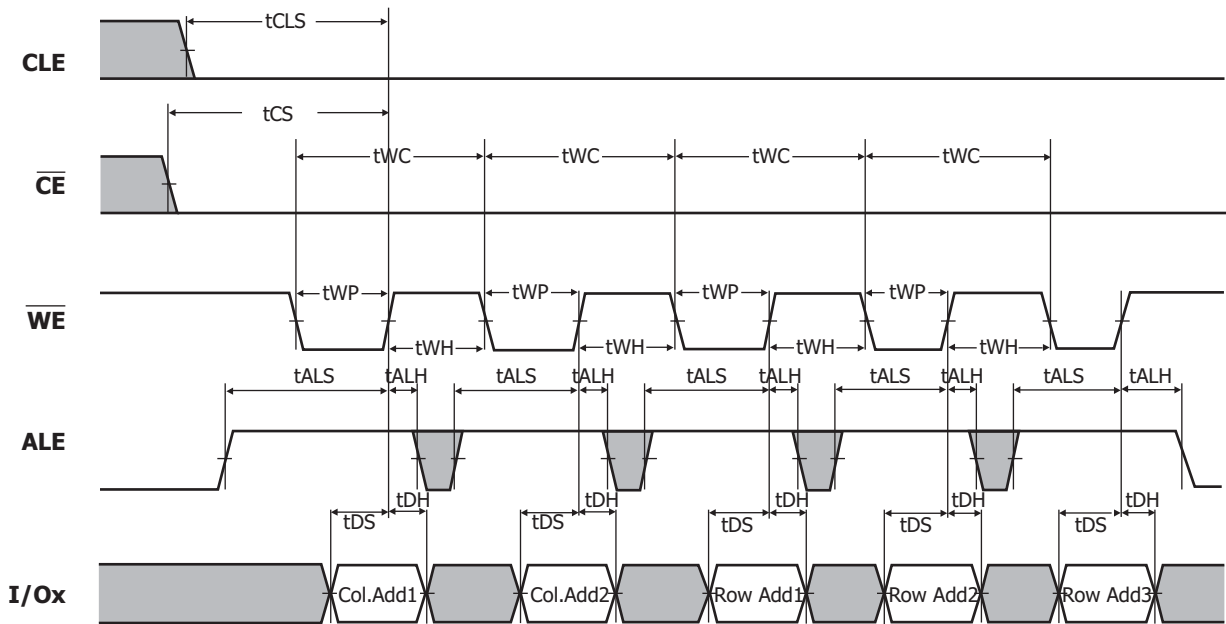 tCLS
CLE
tCS
tWC tWC tWC tWC
CE
tWP tWP tWP tWP
WE
tWH tWH tWH tWH
tALS tALH tALS tALH tALS tALH tALS tALH tALS tALH
ALE
tDH tDH tDH tDH tDH
tDS tDS tDS tDS tDS
I/Ox Col.Add1 Col.Add2 Row Add1 Row Add2 Row Add3